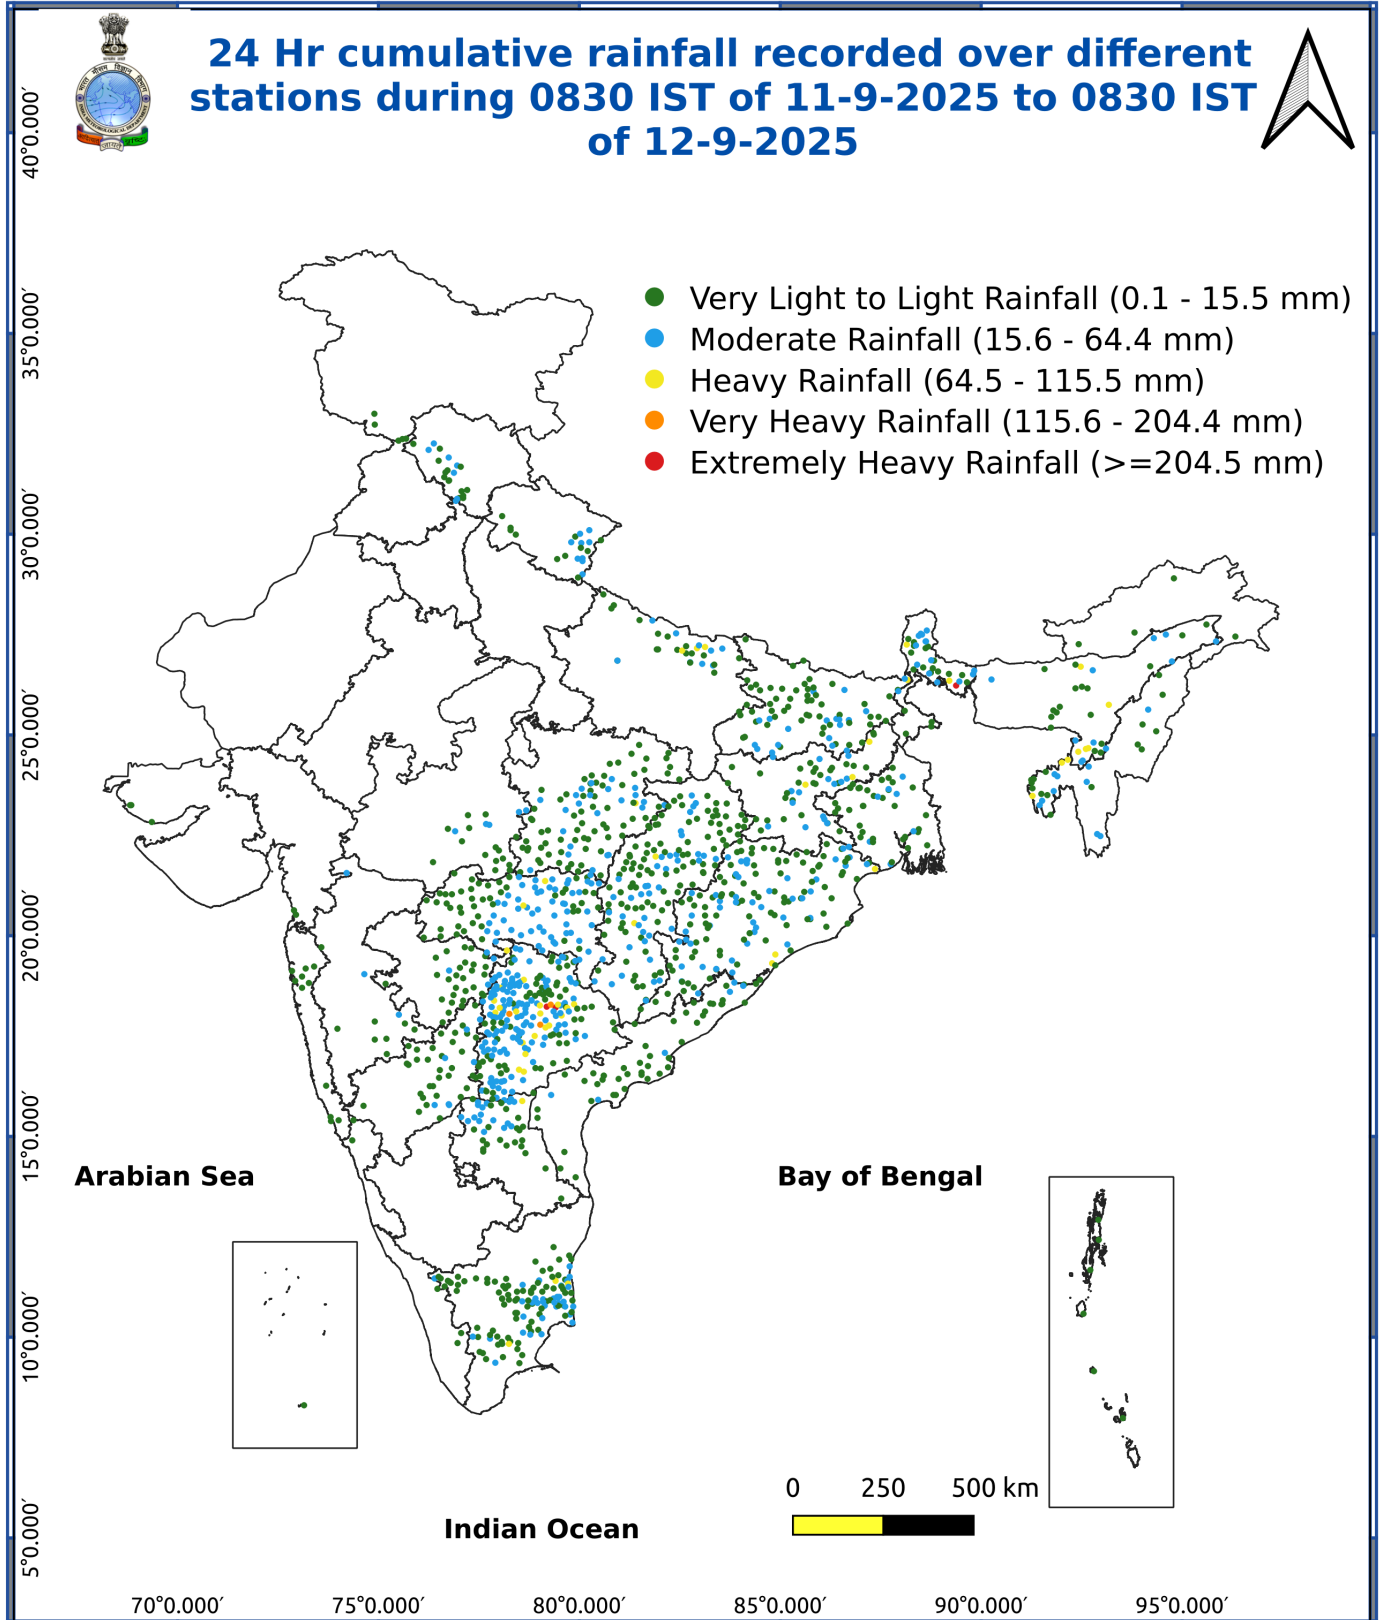 24 Hr cumulative rainfall recorded over different
stations during 0830 IST of 11-9-2025 to 0830 IST
of 12-9-2025
Very Light to Light Rainfall (0.1 - 15.5 mm)
Moderate Rainfall (15.6 - 64.4 mm)
Heavy Rainfall (64.5 - 115.5 mm)
Very Heavy Rainfall (115.6 - 204.4 mm)
Extremely Heavy Rainfall (>=204.5 mm)
40°0.000′
35°0.000′
30°0.000′
25°0.000′
20°0.000′
15°0.000′
10°0.000′
5°0.000′
Arabian Sea
Bay of Bengal
Indian Ocean
0 250 500 km
70°0.000′ 75°0.000′ 80°0.000′ 85°0.000′ 90°0.000′ 95°0.000′